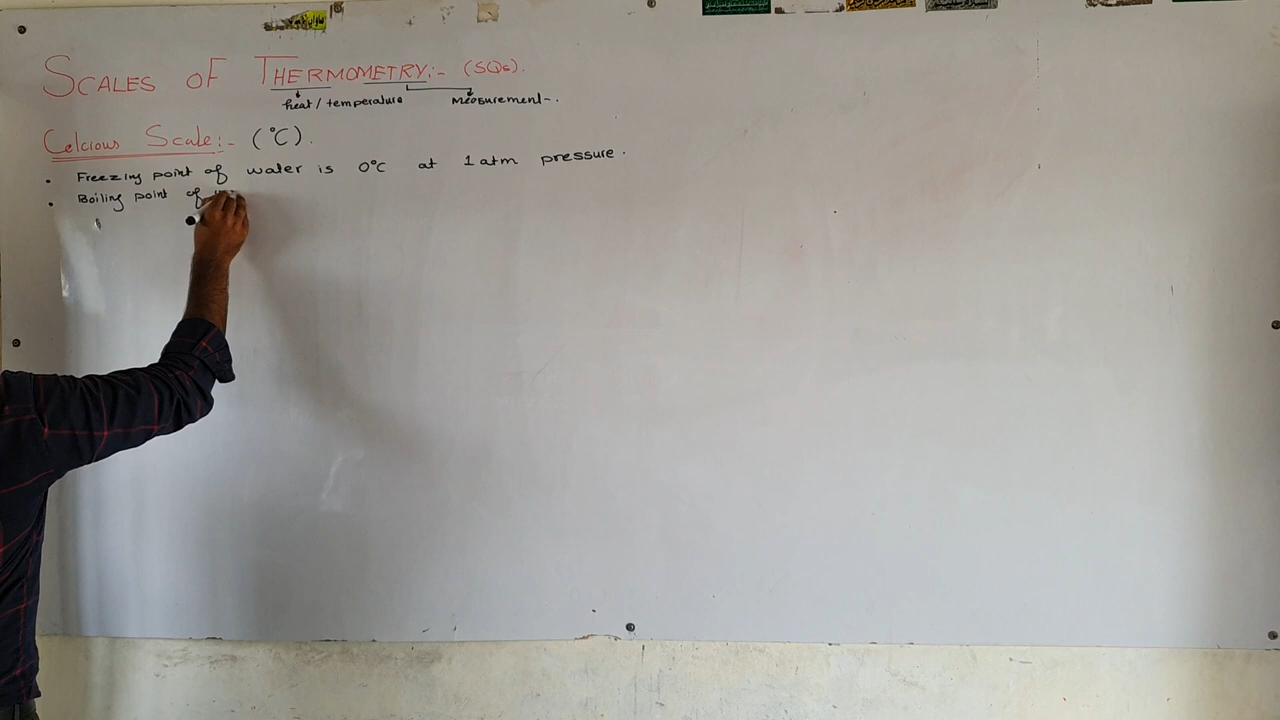 SCALES OF THERMOMETRY:- (SQs).
heat / temperature measurement-.
Celcious Scale:- (°C).
• Freezing point of water is 0°C at 1 atm pressure.
• Boiling point of